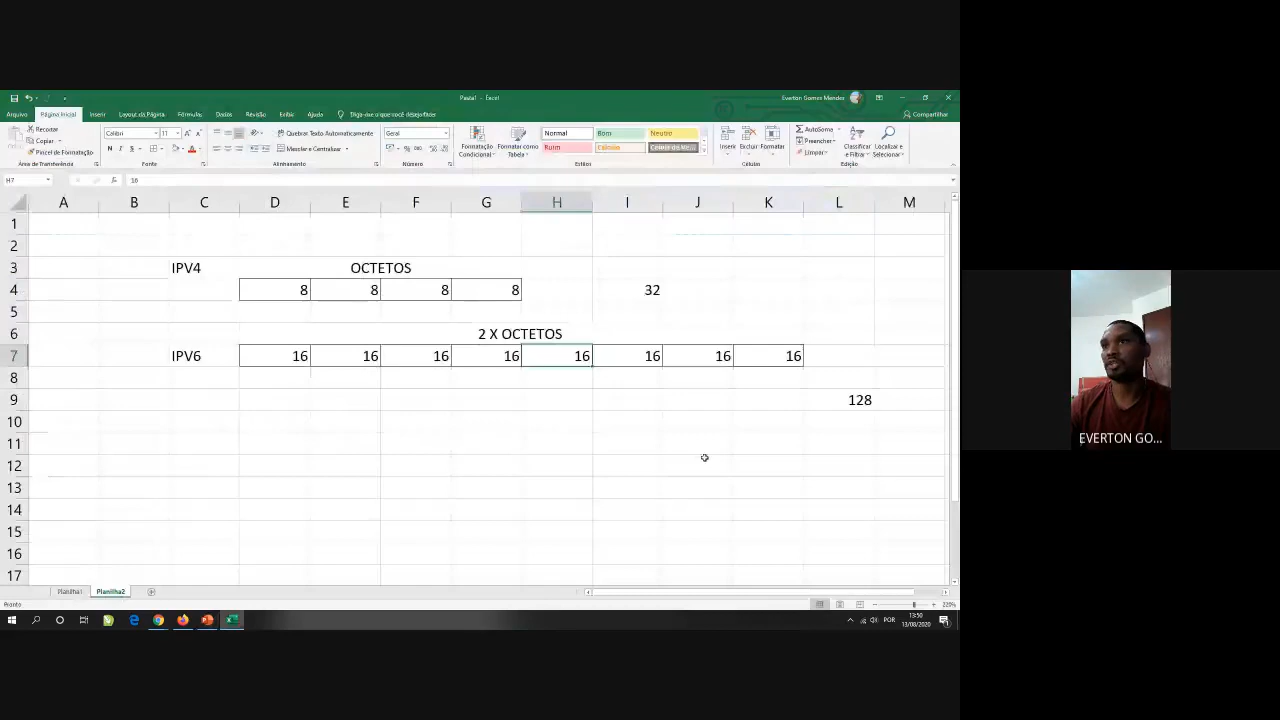 Pasta1 - Excel
Everton Gomes Mendes
Arquivo Página Inicial Inserir Layout da Página Fórmulas Dados Revisão Exibir Ajuda Diga-me o que você deseja fazer Compartilhar
Recortar
Copiar
Pincel de Formatação
Área de Transferência
Calibri 11
Fonte
Quebrar Texto Automaticamente
Mesclar e Centralizar
Alinhamento
Geral
Número
Formatação Condicional
Formatar como Tabela
Normal Bom Neutro
Ruim Cálculo
Estilos
Inserir Excluir Formatar
Células
AutoSoma
Preencher
Limpar
Classificar e Filtrar
Localizar e Selecionar
Edição
H7 16
A B C D E F G H I J K L M
1
2
3 IPV4 OCTETOS
4 8 8 8 8 32
5
6 2 X OCTETOS
7 IPV6 16 16 16 16 16 16 16 16
8
9 128
10
11
12
13
14
15
16
17
Planilha1 Planilha2
Pronto
220%
POR
13:50
13/08/2020
EVERTON GO...